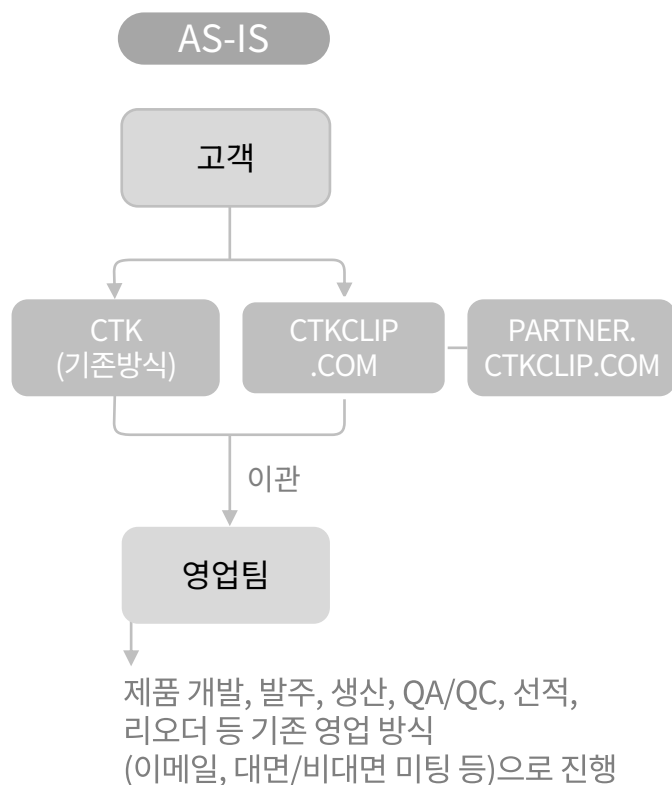 AS-IS
고객
CTK
(기존방식)
CTKCLIP
.COM
PARTNER.
CTKCLIP.COM
이관
영업팀
제품 개발, 발주, 생산, QA/QC, 선적,
리오더 등 기존 영업 방식
(이메일, 대면/비대면 미팅 등)으로 진행